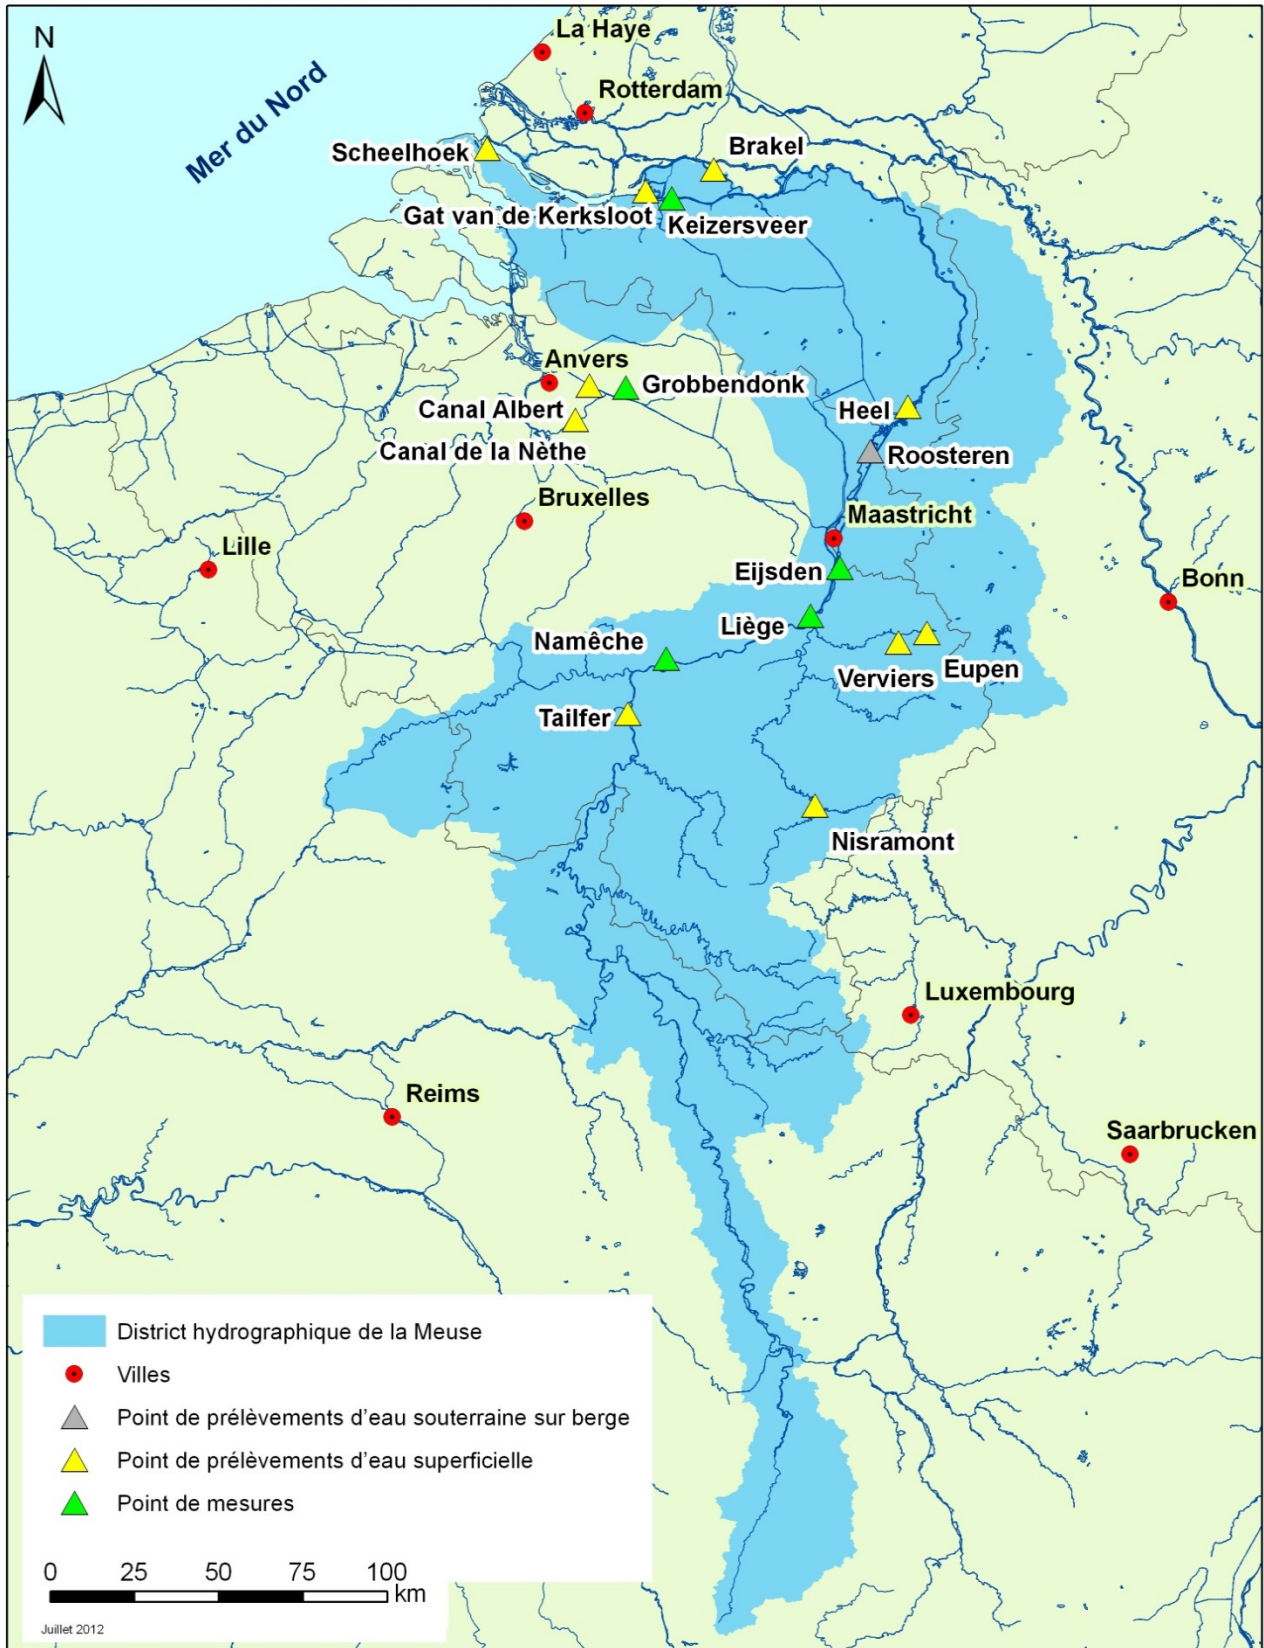 N
La Haye
Rotterdam
Mer du Nord
Scheelhoek
Brakel
Gat van de Kerksloot
Keizersveer
Anvers
Grobbendonk
Canal Albert
Heel
Canal de la Nèthe
Roosteren
Bruxelles
Maastricht
Lille
Eijsden
Bonn
Liège
Namêche
Verviers
Eupen
Tailfer
Nisramont
Luxembourg
Reims
Saarbrucken
District hydrographique de la Meuse
Villes
Point de prélèvements d'eau souterraine sur berge
Point de prélèvements d'eau superficielle
Point de mesures
0 25 50 75 100
km
Juillet 2012